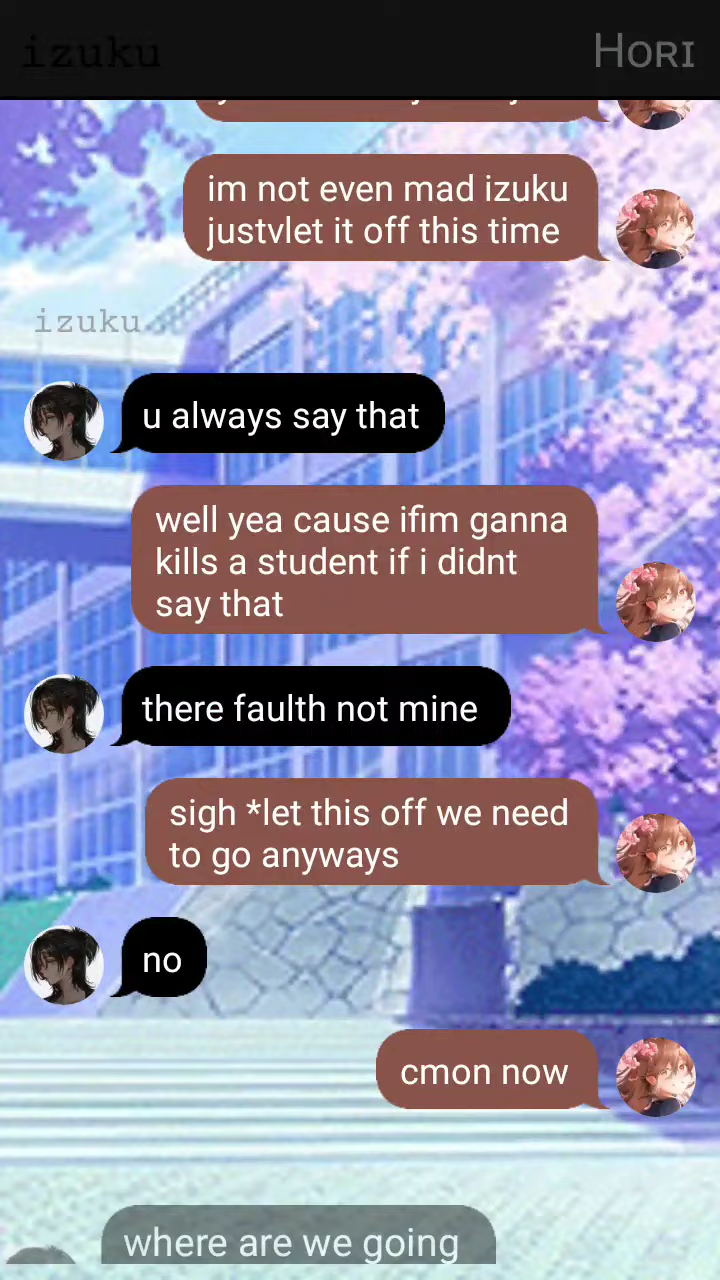 izuku
Hori
im not even mad izuku
justvlet it off this time
izuku
u always say that
well yea cause ifim ganna
kills a student if i didnt
say that
there faulth not mine
sigh *let this off we need
to go anyways
no
cmon now
where are we going